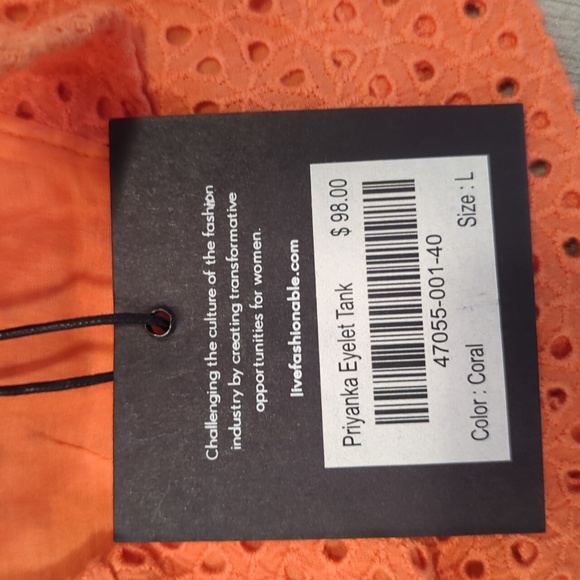 Challenging the culture of the fashion
industry by creating transformative
opportunities for women.
livefashionable.com
Priyanka Eyelet Tank $ 98.00
47055-001-40
Color : Coral Size : L